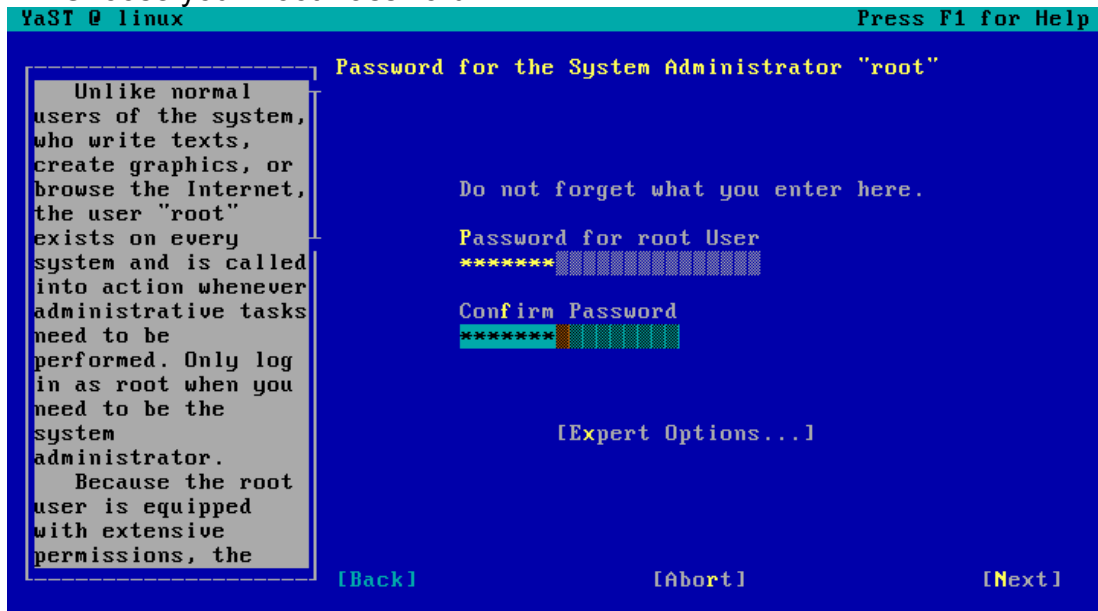 YaST @ linux Press F1 for Help
Password for the System Administrator "root"
Unlike normal
users of the system,
who write texts,
create graphics, or
browse the Internet,
the user "root"
exists on every
system and is called
into action whenever
administrative tasks
need to be
performed. Only log
in as root when you
need to be the
system
administrator.
Because the root
user is equipped
with extensive
permissions, the
Do not forget what you enter here.
Password for root User
*******
Confirm Password
*******
[Expert Options...]
[Back] [Abort] [Next]